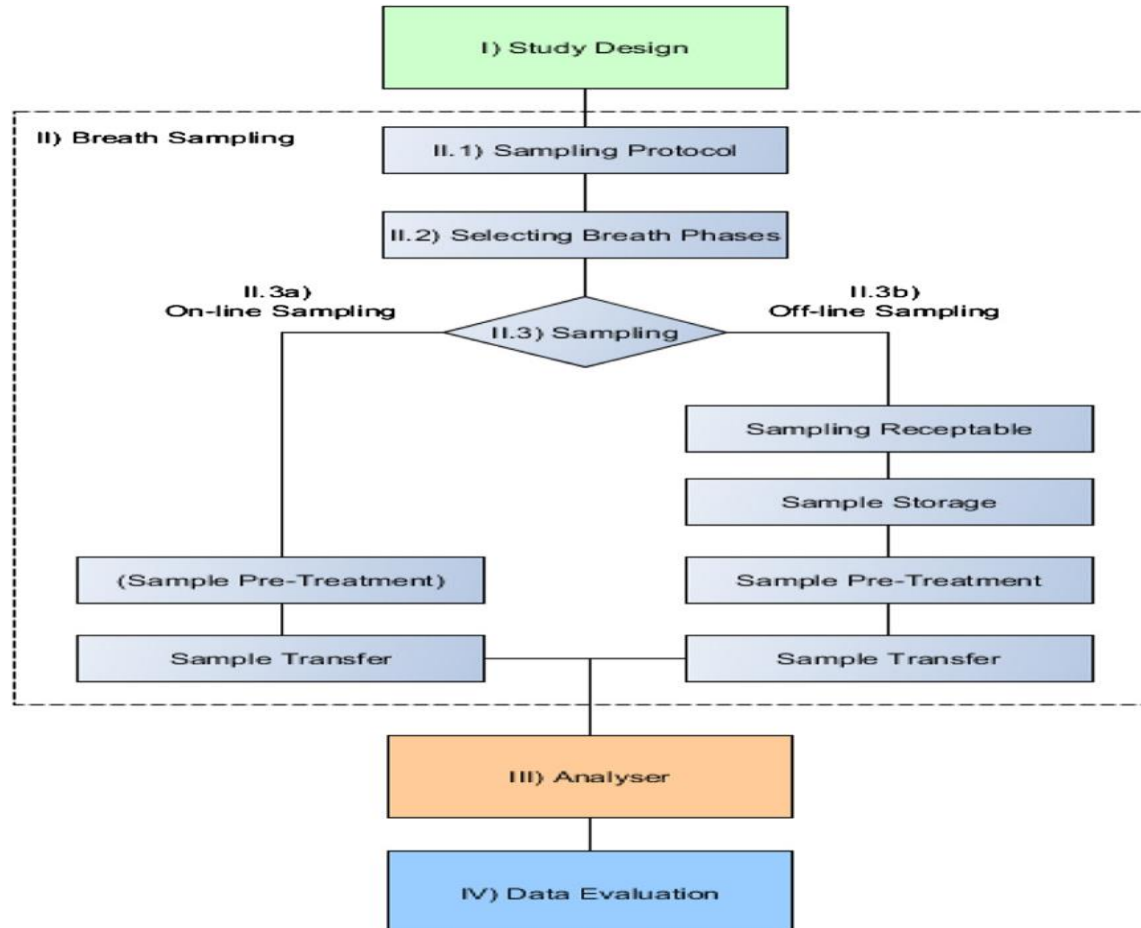 I) Study Design
II) Breath Sampling
II.1) Sampling Protocol
II.2) Selecting Breath Phases
II.3a)
On-line Sampling
II.3b)
Off-line Sampling
II.3) Sampling
Sampling Receptable
Sample Storage
(Sample Pre-Treatment)
Sample Pre-Treatment
Sample Transfer
Sample Transfer
III) Analyser
IV) Data Evaluation